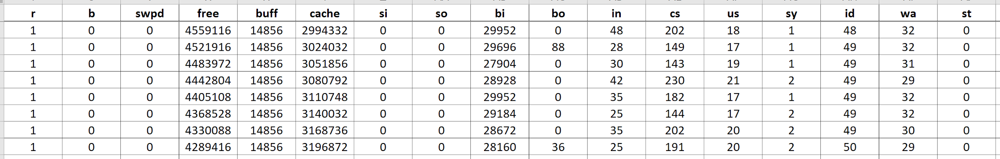 r b swpd free buff cache si so bi bo in cs us sy id wa st
1 0 0 4559116 14856 2994332 0 0 29952 0 48 202 18 1 48 32 0
1 0 0 4521916 14856 3024032 0 0 29696 88 28 149 17 1 49 32 0
1 0 0 4483972 14856 3051856 0 0 27904 0 30 143 19 1 49 31 0
1 0 0 4442804 14856 3080792 0 0 28928 0 42 230 21 2 49 29 0
1 0 0 4405108 14856 3110748 0 0 29952 0 35 182 17 1 49 32 0
1 0 0 4368528 14856 3140032 0 0 29184 0 25 144 17 2 49 32 0
1 0 0 4330088 14856 3168736 0 0 28672 0 35 202 20 2 49 30 0
1 0 0 4289416 14856 3196872 0 0 28160 36 25 191 20 2 50 29 0